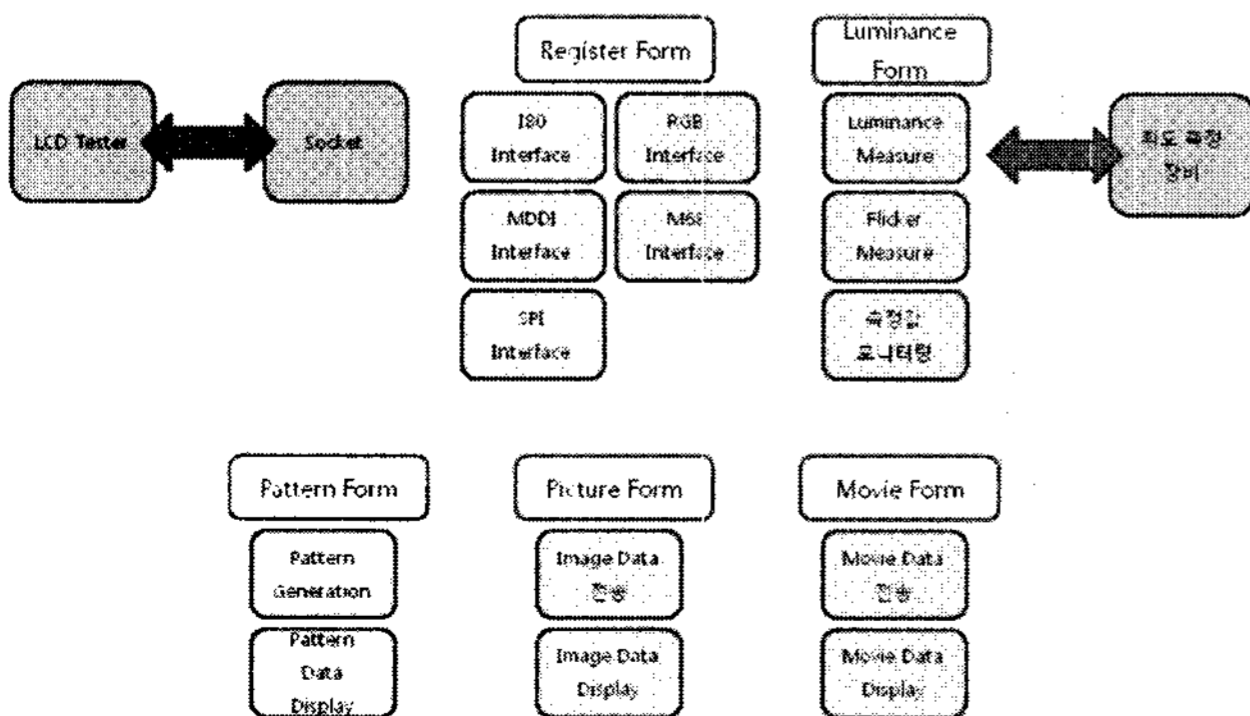 Register Form
Luminance
Form
LCD Tester
Socket
I80
Interface
RGB
Interface
Luminance
Measure
휘도 측정
장비
MDDI
Interface
M68
Interface
Flicker
Measure
SPI
Interface
측정값
모니터링
Pattern Form
Picture Form
Movie Form
Pattern
Generation
Image Data
전송
Movie Data
전송
Pattern
Data
Display
Image Data
Display
Movie Data
Display